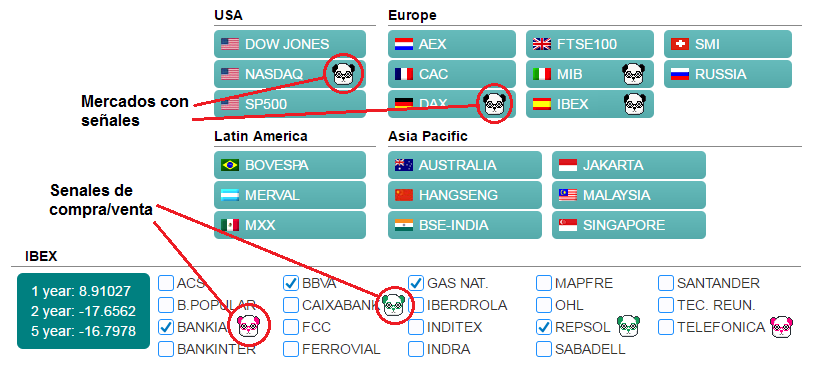 USA
Europe
DOW JONES
AEX
FTSE100
SMI
NASDAQ
CAC
MIB
RUSSIA
Mercados con
señales
SP500
DAX
IBEX
Latin America
Asia Pacific
BOVESPA
AUSTRALIA
JAKARTA
Senales de
compra/venta
MERVAL
HANGSENG
MALAYSIA
MXX
BSE-INDIA
SINGAPORE
IBEX
1 year: 8.91027
2 year: -17.6562
5 year: -16.7978
ACS
BBVA
GAS NAT.
MAPFRE
SANTANDER
B.POPULAR
CAIXABANK
IBERDROLA
OHL
TEC. REUN.
BANKIA
FCC
INDITEX
REPSOL
TELEFONICA
BANKINTER
FERROVIAL
INDRA
SABADELL